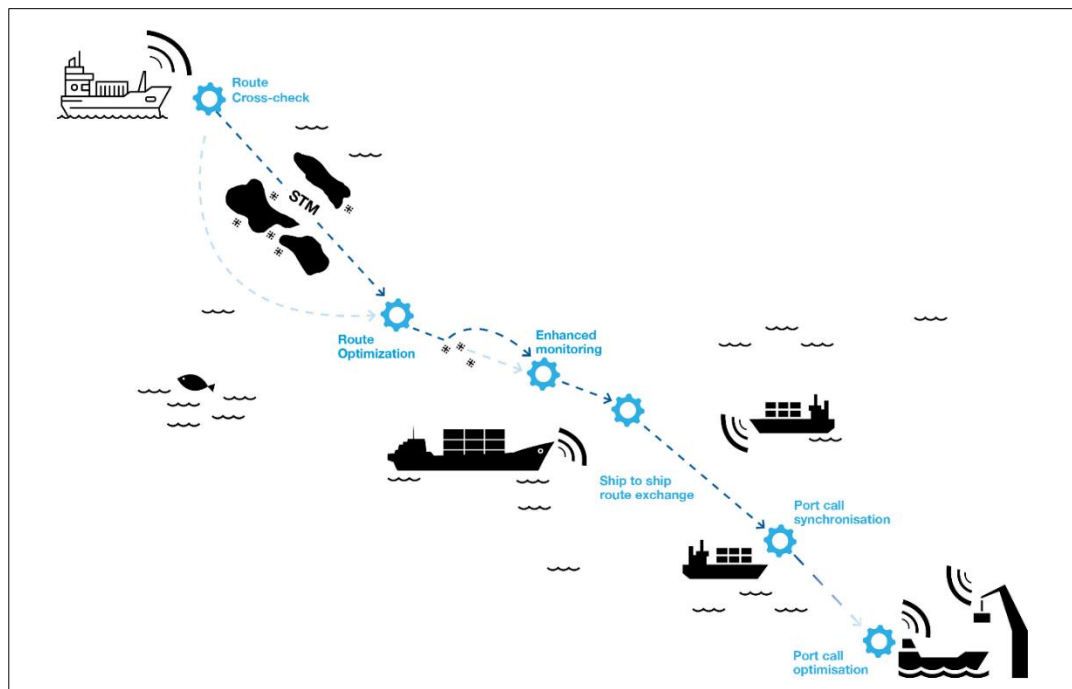 Route
Cross-check
STM
Route
Optimization
Enhanced
monitoring
Ship to ship
route exchange
Port call
synchronisation
Port call
optimisation